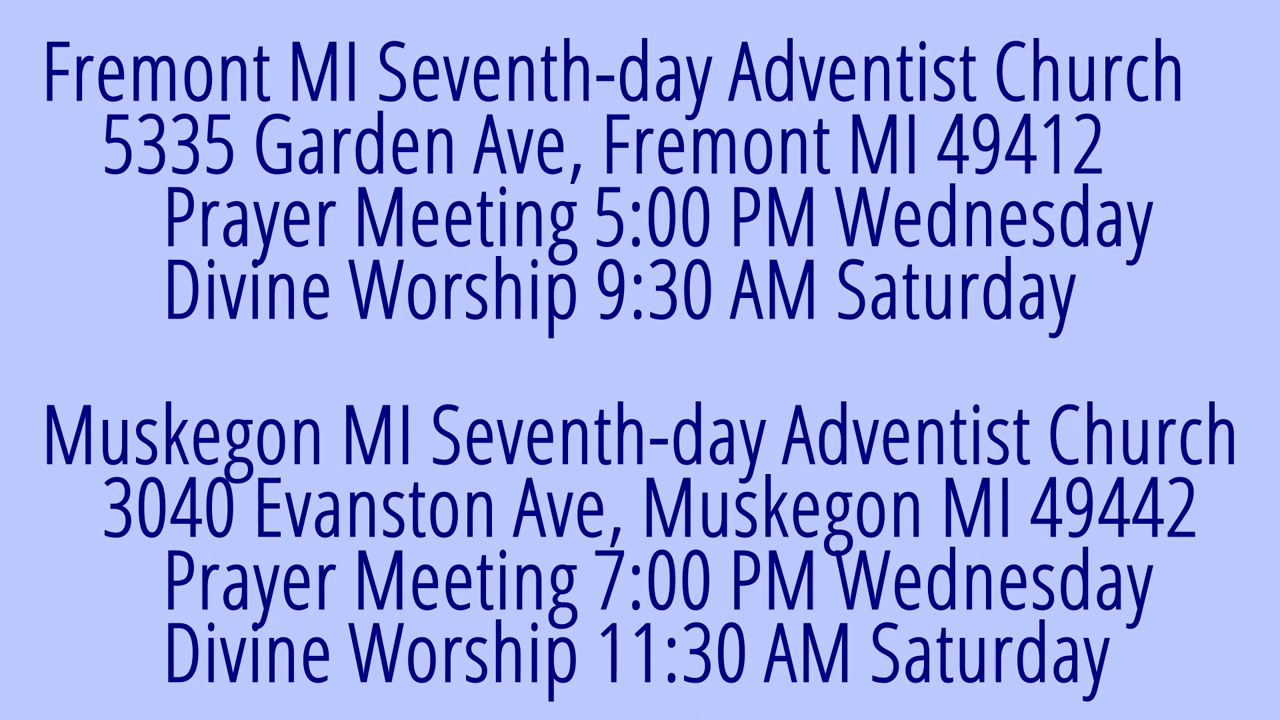 Fremont MI Seventh-day Adventist Church
5335 Garden Ave, Fremont MI 49412
Prayer Meeting 5:00 PM Wednesday
Divine Worship 9:30 AM Saturday
Muskegon MI Seventh-day Adventist Church
3040 Evanston Ave, Muskegon MI 49442
Prayer Meeting 7:00 PM Wednesday
Divine Worship 11:30 AM Saturday